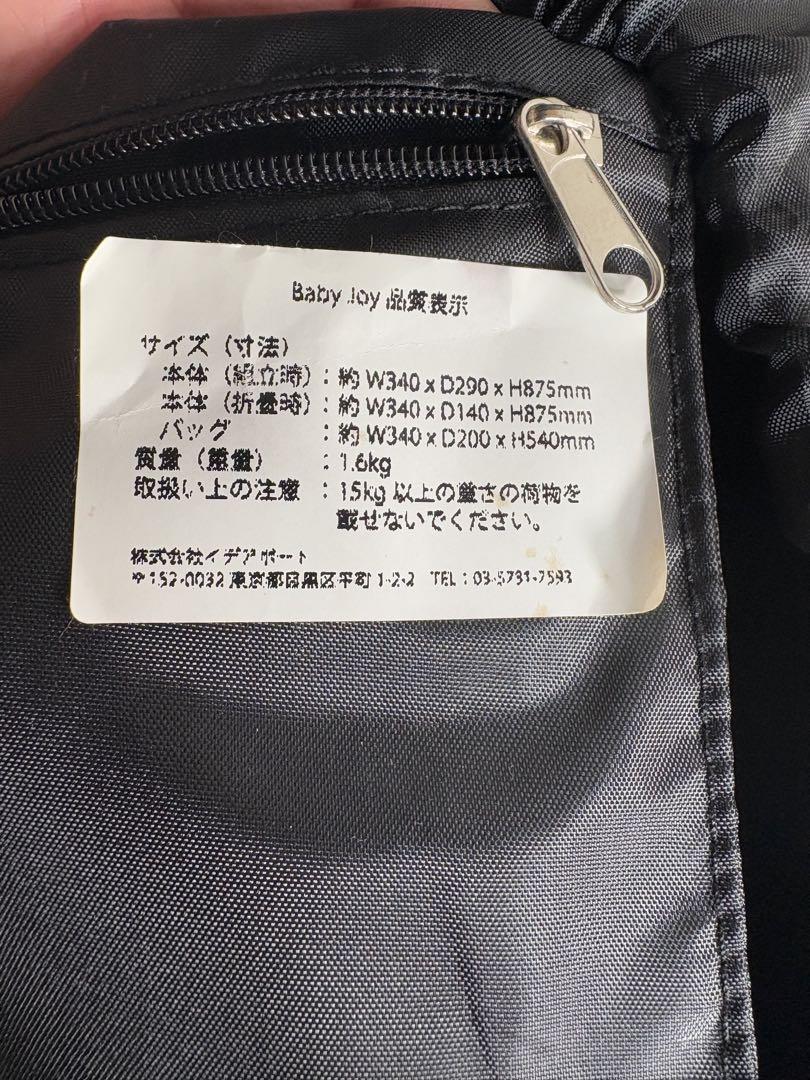 Baby Joy 品質表示
サイズ（寸法）
本体（組立時）：約 W340 x D290 x H875mm
本体（折畳時）：約 W340 x D140 x H875mm
バッグ ：約 W340 x D200 x H540mm
質量（重量） ：1.6kg
取扱い上の注意 ：15kg 以上の重さの荷物を
載せないでください。
株式会社イデアポート
〒152-0032 東京都目黒区平町 1-2-2 TEL：03-5731-7593